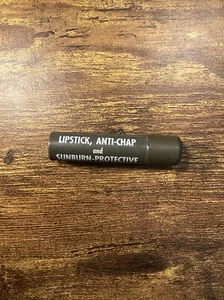 LIPSTICK, ANTI-CHAP
and
SUNBURN-PROTECTIVE